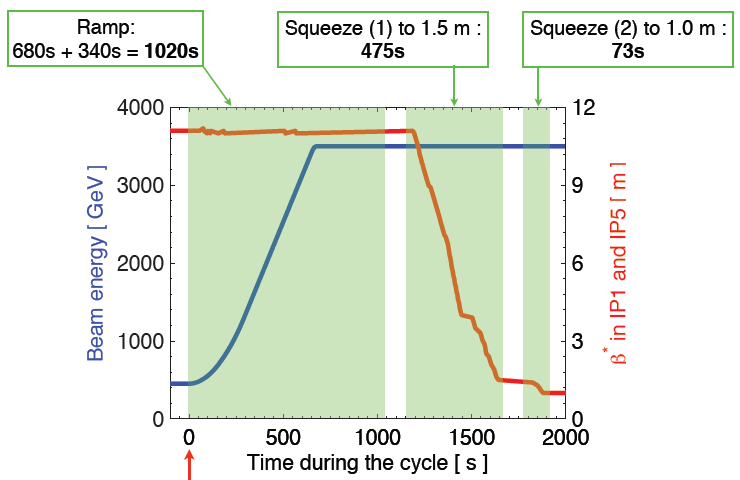 Ramp:
680s + 340s = 1020s
Squeeze (1) to 1.5 m :
475s
Squeeze (2) to 1.0 m :
73s
4000
3000
2000
1000
0
Beam energy [ GeV ]
12
9
6
3
0
β* in IP1 and IP5 [ m ]
0
500
1000
1500
2000
Time during the cycle [ s ]